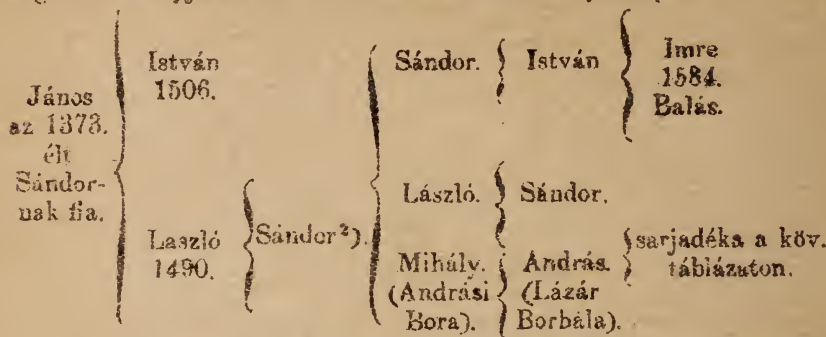 János
az 1373.
élt
Sándor-
nak fia.
István
1506.
Laszló
1490.
Sándor²).
Sándor.
István
Imre
1584.
Balás.
László.
Sándor.
Mihály.
(Andrási
Bora).
András.
(Lázár
Borbála).
sarjadéka a köv.
táblázaton.